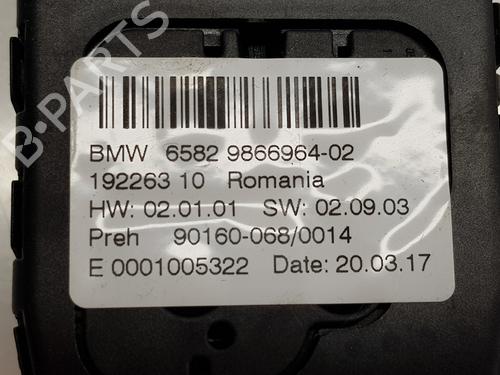 B-PARTS
BMW 6582 9866964-02
192263 10 Romania
HW: 02.01.01 SW: 02.09.03
Preh 90160-068/0014
E 0001005322 Date: 20.03.17